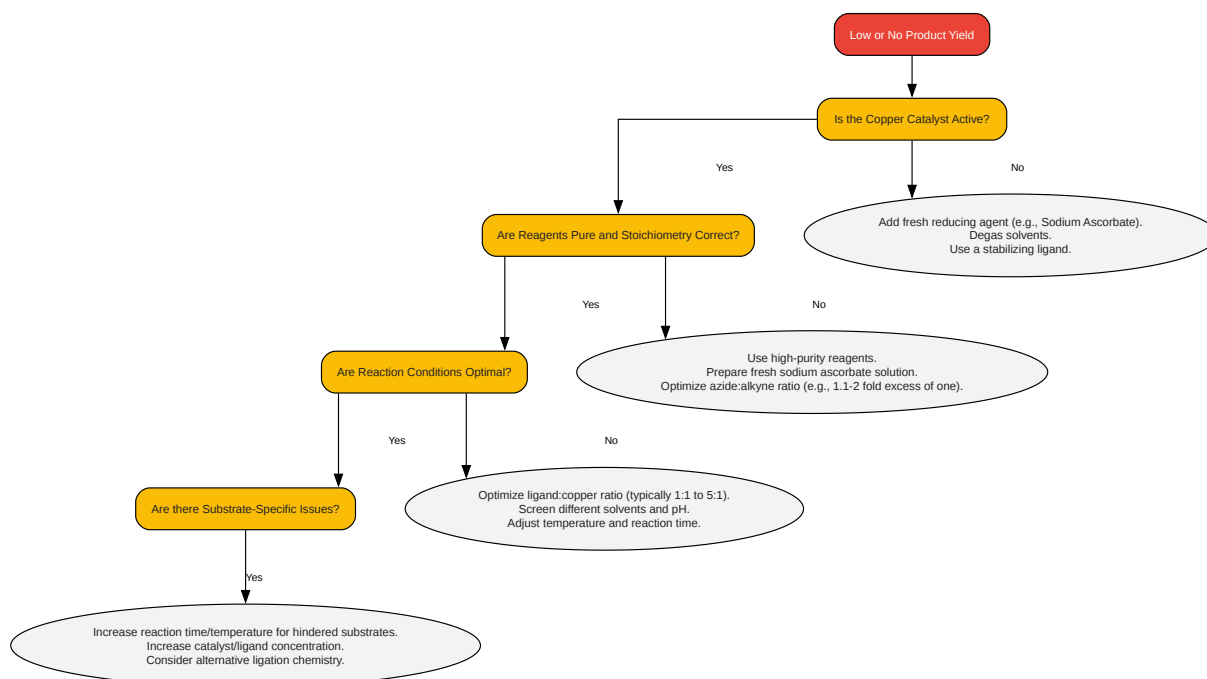 Low or No Product Yield
Is the Copper Catalyst Active?
Yes
No
Add fresh reducing agent (e.g., Sodium Ascorbate).
Degas solvents.
Use a stabilizing ligand.
Are Reagents Pure and Stoichiometry Correct?
Yes
No
Use high-purity reagents.
Prepare fresh sodium ascorbate solution.
Optimize azide:alkyne ratio (e.g., 1.1-2 fold excess of one).
Are Reaction Conditions Optimal?
Yes
No
Optimize ligand:copper ratio (typically 1:1 to 5:1).
Screen different solvents and pH.
Adjust temperature and reaction time.
Are there Substrate-Specific Issues?
Yes
Increase reaction time/temperature for hindered substrates.
Increase catalyst/ligand concentration.
Consider alternative ligation chemistry.